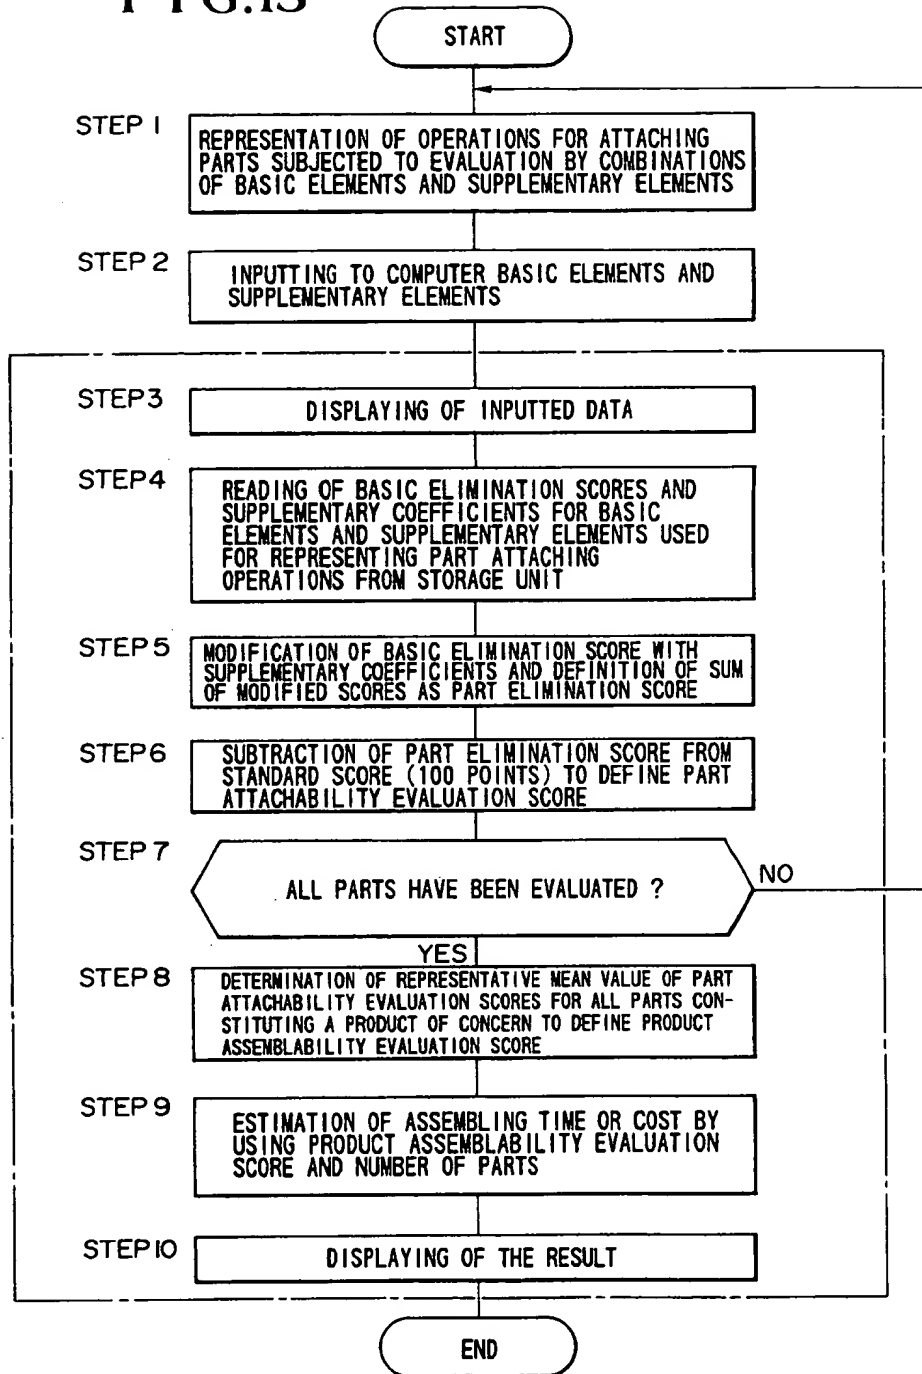 FIG.13
START
STEP 1
REPRESENTATION OF OPERATIONS FOR ATTACHING
PARTS SUBJECTED TO EVALUATION BY COMBINATIONS
OF BASIC ELEMENTS AND SUPPLEMENTARY ELEMENTS
STEP 2
INPUTTING TO COMPUTER BASIC ELEMENTS AND
SUPPLEMENTARY ELEMENTS
STEP3
DISPLAYING OF INPUTTED DATA
STEP4
READING OF BASIC ELIMINATION SCORES AND
SUPPLEMENTARY COEFFICIENTS FOR BASIC
ELEMENTS AND SUPPLEMENTARY ELEMENTS USED
FOR REPRESENTING PART ATTACHING
OPERATIONS FROM STORAGE UNIT
STEP 5
MODIFICATION OF BASIC ELIMINATION SCORE WITH
SUPPLEMENTARY COEFFICIENTS AND DEFINITION OF SUM
OF MODIFIED SCORES AS PART ELIMINATION SCORE
STEP6
SUBTRACTION OF PART ELIMINATION SCORE FROM
STANDARD SCORE (100 POINTS) TO DEFINE PART
ATTACHABILITY EVALUATION SCORE
STEP 7
ALL PARTS HAVE BEEN EVALUATED ?
NO
YES
STEP8
DETERMINATION OF REPRESENTATIVE MEAN VALUE OF PART
ATTACHABILITY EVALUATION SCORES FOR ALL PARTS CON-
STITUTING A PRODUCT OF CONCERN TO DEFINE PRODUCT
ASSEMBLABILITY EVALUATION SCORE
STEP 9
ESTIMATION OF ASSEMBLING TIME OR COST BY
USING PRODUCT ASSEMBLABILITY EVALUATION
SCORE AND NUMBER OF PARTS
STEP 10
DISPLAYING OF THE RESULT
END